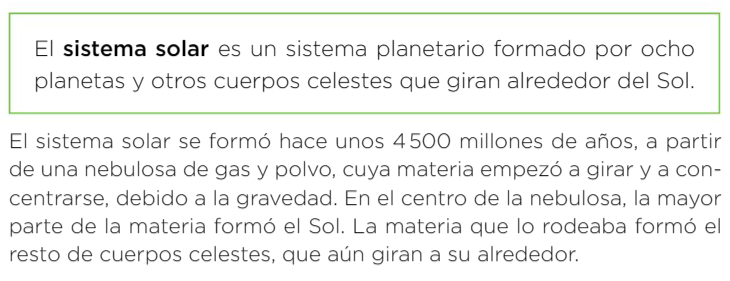 El sistema solar es un sistema planetario formado por ocho
planetas y otros cuerpos celestes que giran alrededor del Sol.
El sistema solar se formó hace unos 4 500 millones de años, a partir
de una nebulosa de gas y polvo, cuya materia empezó a girar y a con-
centrarse, debido a la gravedad. En el centro de la nebulosa, la mayor
parte de la materia formó el Sol. La materia que lo rodeaba formó el
resto de cuerpos celestes, que aún giran a su alrededor.